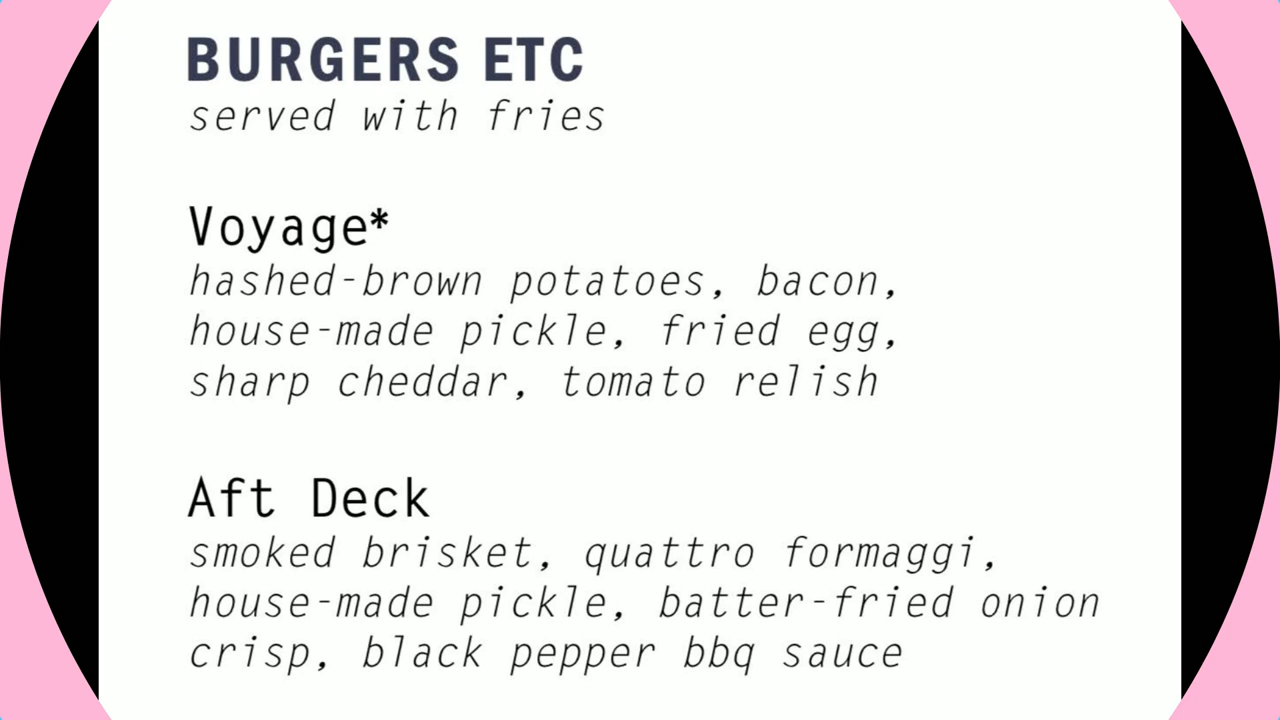 BURGERS ETC
served with fries
Voyage*
hashed-brown potatoes, bacon,
house-made pickle, fried egg,
sharp cheddar, tomato relish
Aft Deck
smoked brisket, quattro formaggi,
house-made pickle, batter-fried onion
crisp, black pepper bbq sauce